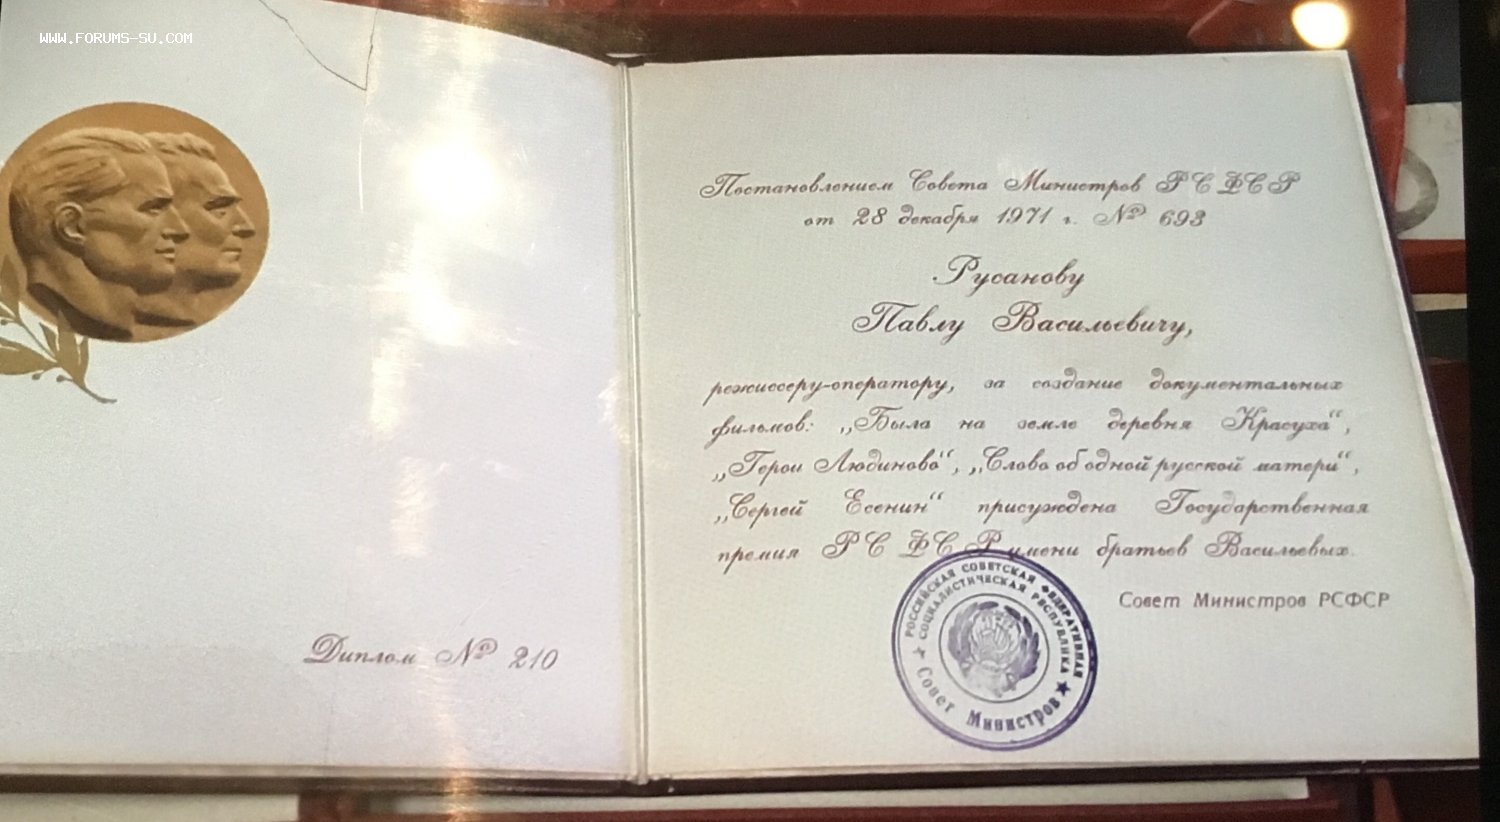 WWW.FORUMS-SU.COM
Диплом № 210
Постановлением Совета Министров РСФСР
от 28 декабря 1971 г. № 693
Русанову
Павлу Васильевичу,
режиссеру-оператору, за создание документальных
фильмов: „Была на земле деревня Красуха“,
„Герои Людиново“, „Слово об одной русской матери“,
„Сергей Есенин“ присуждена Государственная
премия РСФСР имени братьев Васильевых.
Совет Министров РСФСР
РОССИЙСКАЯ СОВЕТСКАЯ ФЕДЕРАТИВНАЯ
СОЦИАЛИСТИЧЕСКАЯ РЕСПУБЛИКА
Совет Министров